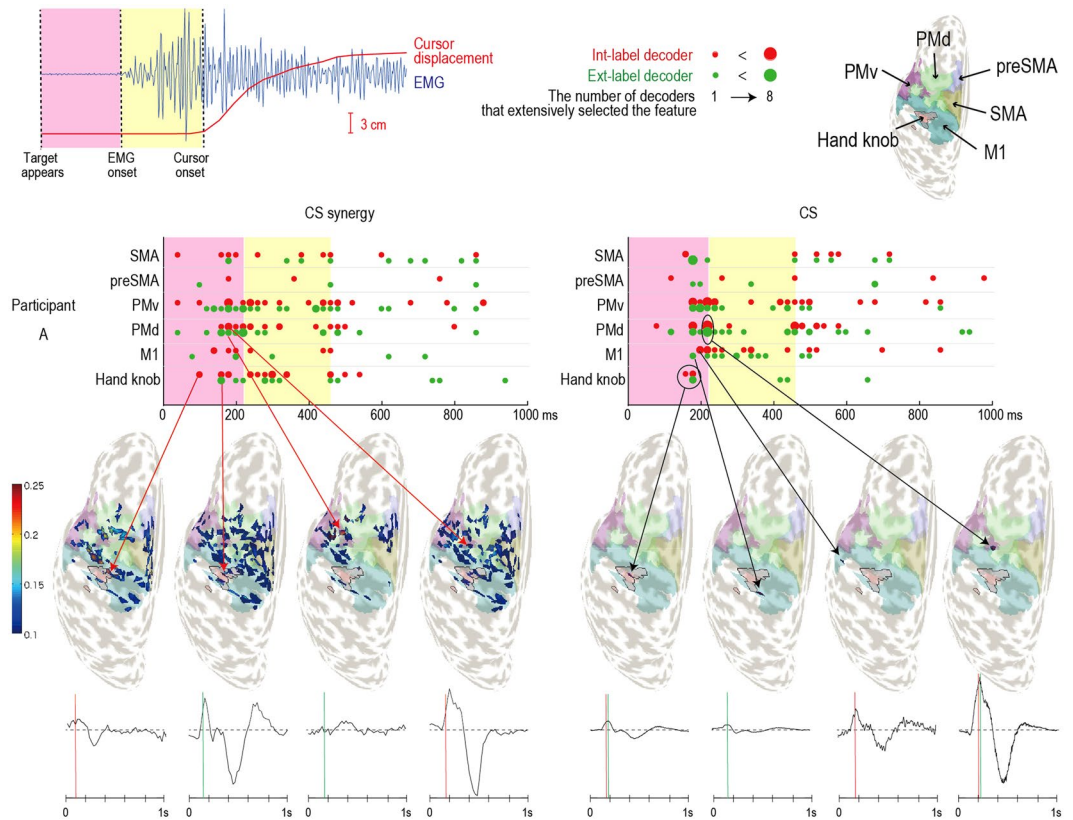 Cursor
displacement
EMG
3 cm
Target
appears
EMG
onset
Cursor
onset
Int-label decoder
<
Ext-label decoder
<
The number of decoders
that extensively selected the feature
1
8
PMd
PMv
preSMA
SMA
Hand knob
M1
CS synergy
CS
Participant
A
SMA
preSMA
PMv
PMd
M1
Hand knob
0
200
400
600
800
1000 ms
SMA
preSMA
PMv
PMd
M1
Hand knob
0
200
400
600
800
1000 ms
0.25
0.2
0.15
0.1
0 1s
0 1s
0 1s
0 1s
0 1s
0 1s
0 1s
0 1s